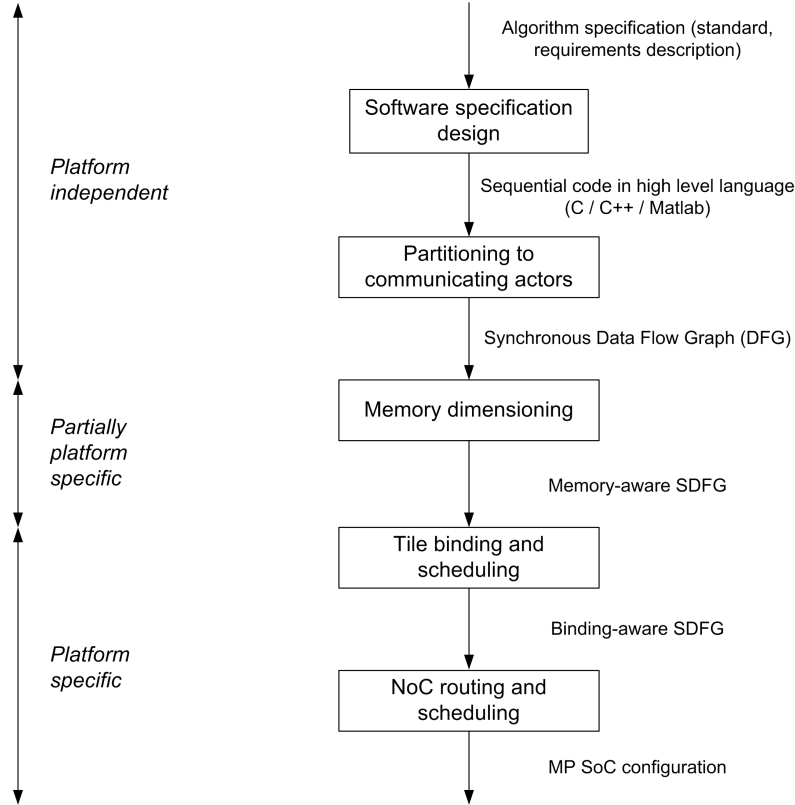 Algorithm specification (standard,
requirements description)
Software specification
design
Platform
independent
Sequential code in high level language
(C / C++ / Matlab)
Partitioning to
communicating actors
Synchronous Data Flow Graph (DFG)
Memory dimensioning
Partially
platform
specific
Memory-aware SDFG
Tile binding and
scheduling
Binding-aware SDFG
Platform
specific
NoC routing and
scheduling
MP SoC configuration